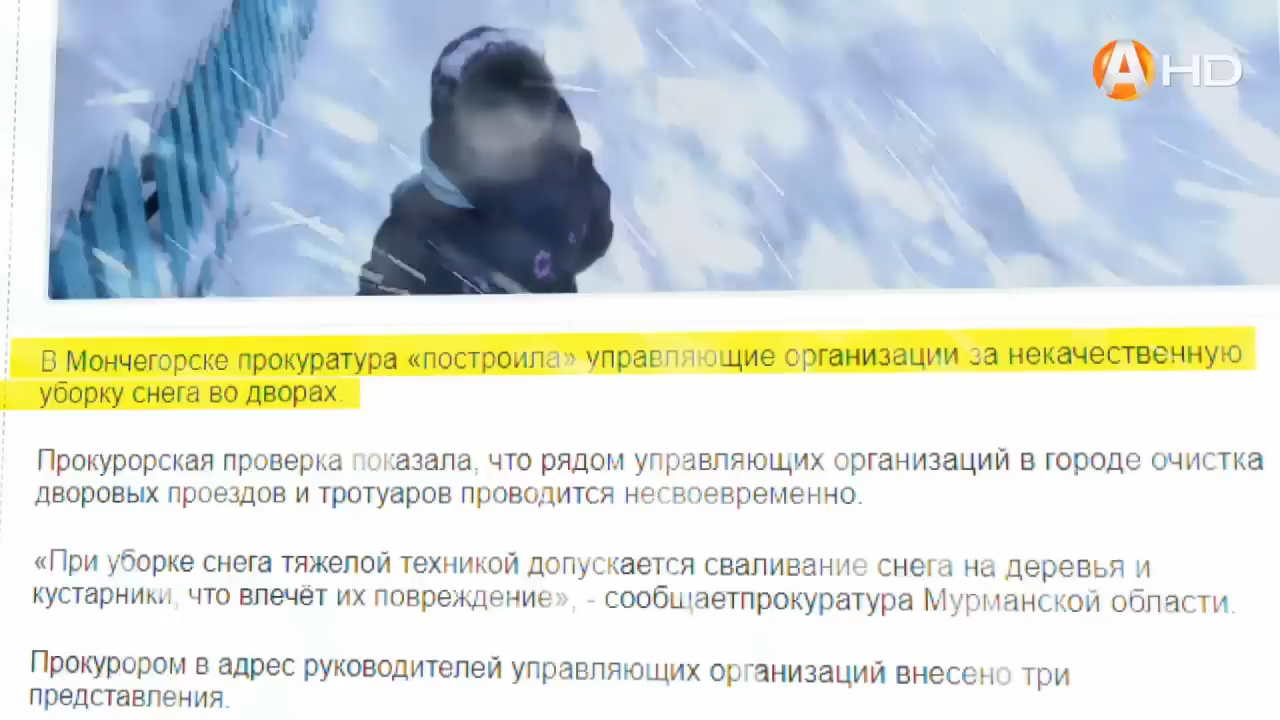 А HD
В Мончегорске прокуратура «построила» управляющие организации за некачественную
уборку снега во дворах.
Прокурорская проверка показала, что рядом управляющих организаций в городе очистка
дворовых проездов и тротуаров проводится несвоевременно.
«При уборке снега тяжелой техникой допускается сваливание снега на деревья и
кустарники, что влечёт их повреждение», - сообщаетпрокуратура Мурманской области.
Прокурором в адрес руководителей управляющих организаций внесено три
представления.